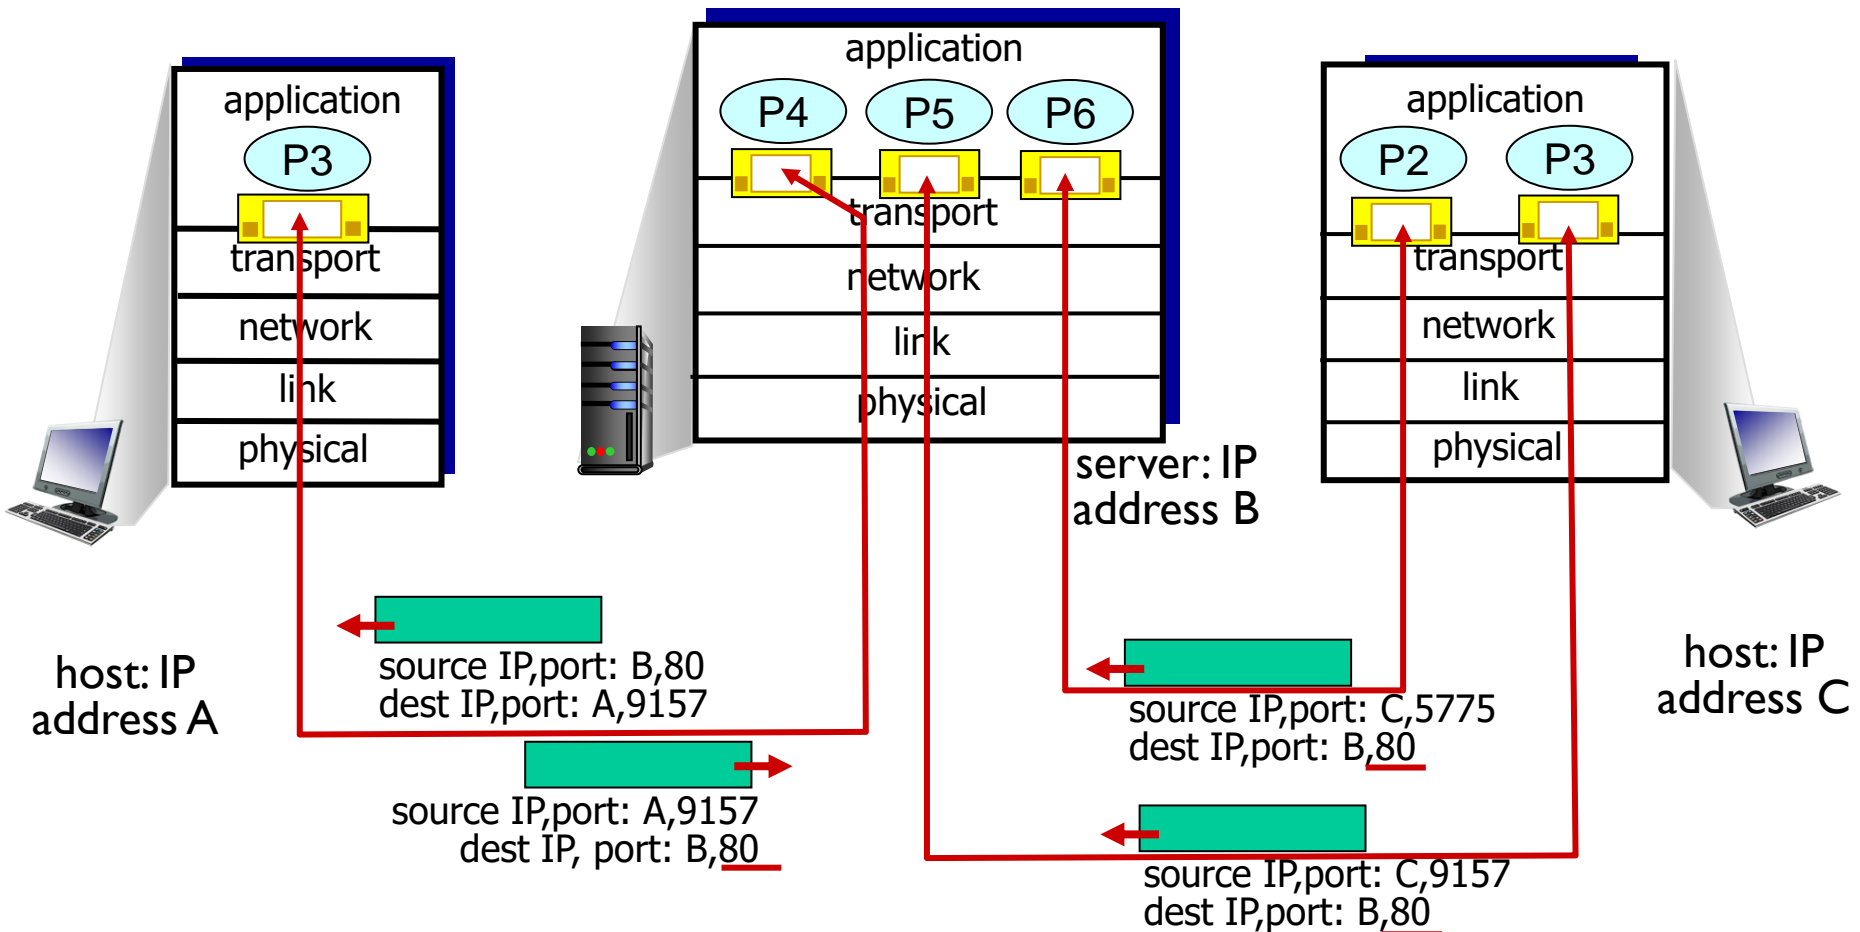 application
P3
transport
network
link
physical
host: IP
address A
application
P4 P5 P6
transport
network
link
physical
server: IP
address B
application
P2 P3
transport
network
link
physical
host: IP
address C
source IP,port: B,80
dest IP,port: A,9157
source IP,port: A,9157
dest IP, port: B,80
source IP,port: C,5775
dest IP,port: B,80
source IP,port: C,9157
dest IP,port: B,80